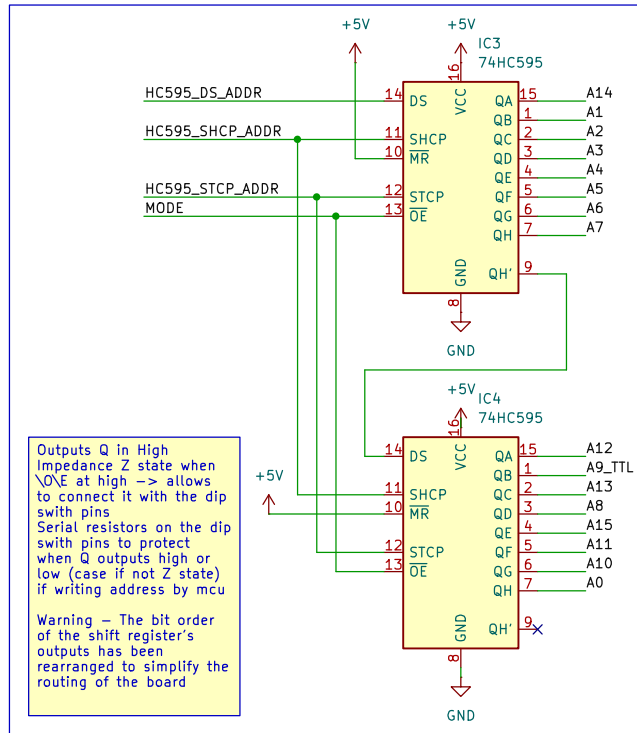 +5V
+5V
IC3
74HC595
HC595_DS_ADDR
14
DS
VCC
16
QA
15
A14
QB
1
A1
HC595_SHCP_ADDR
11
SHCP
QC
2
A2
10
MR
QD
3
A3
QE
4
A4
HC595_STCP_ADDR
12
STCP
QF
5
A5
MODE
13
OE
QG
6
A6
QH
7
A7
GND
8
QH'
9
GND
+5V
IC4
74HC595
14
DS
VCC
16
QA
15
A12
QB
1
A9_TTL
+5V
11
SHCP
QC
2
A13
10
MR
QD
3
A8
QE
4
A15
12
STCP
QF
5
A11
13
OE
QG
6
A10
QH
7
A0
GND
8
QH'
9
GND
Outputs Q in High
Impedance Z state when
\O\E at high -> allows
to connect it with the dip
swith pins
Serial resistors on the dip
swith pins to protect
when Q outputs high or
low (case if not Z state)
if writing address by mcu
Warning - The bit order
of the shift register's
outputs has been
rearranged to simplify the
routing of the board